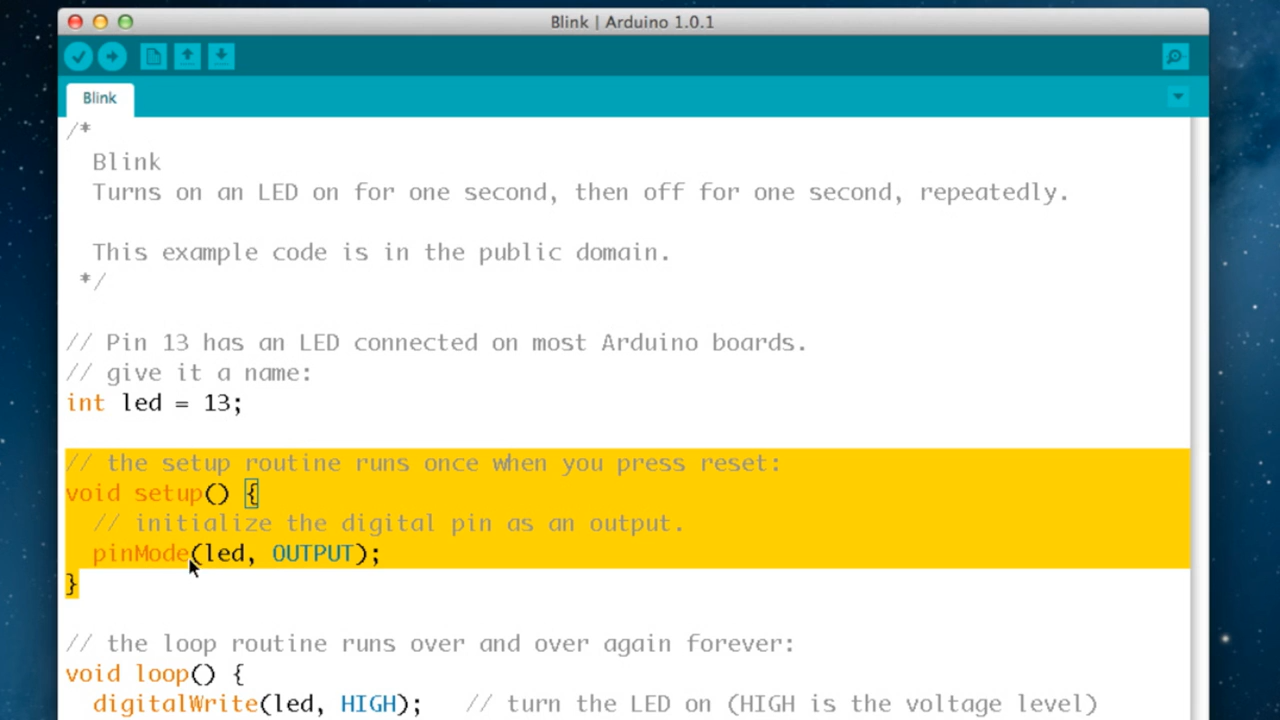 Blink | Arduino 1.0.1
Blink
/*
Blink
Turns on an LED on for one second, then off for one second, repeatedly.
This example code is in the public domain.
*/
// Pin 13 has an LED connected on most Arduino boards.
// give it a name:
int led = 13;
// the setup routine runs once when you press reset:
void setup() {
// initialize the digital pin as an output.
pinMode(led, OUTPUT);
}
// the loop routine runs over and over again forever:
void loop() {
digitalWrite(led, HIGH);   // turn the LED on (HIGH is the voltage level)